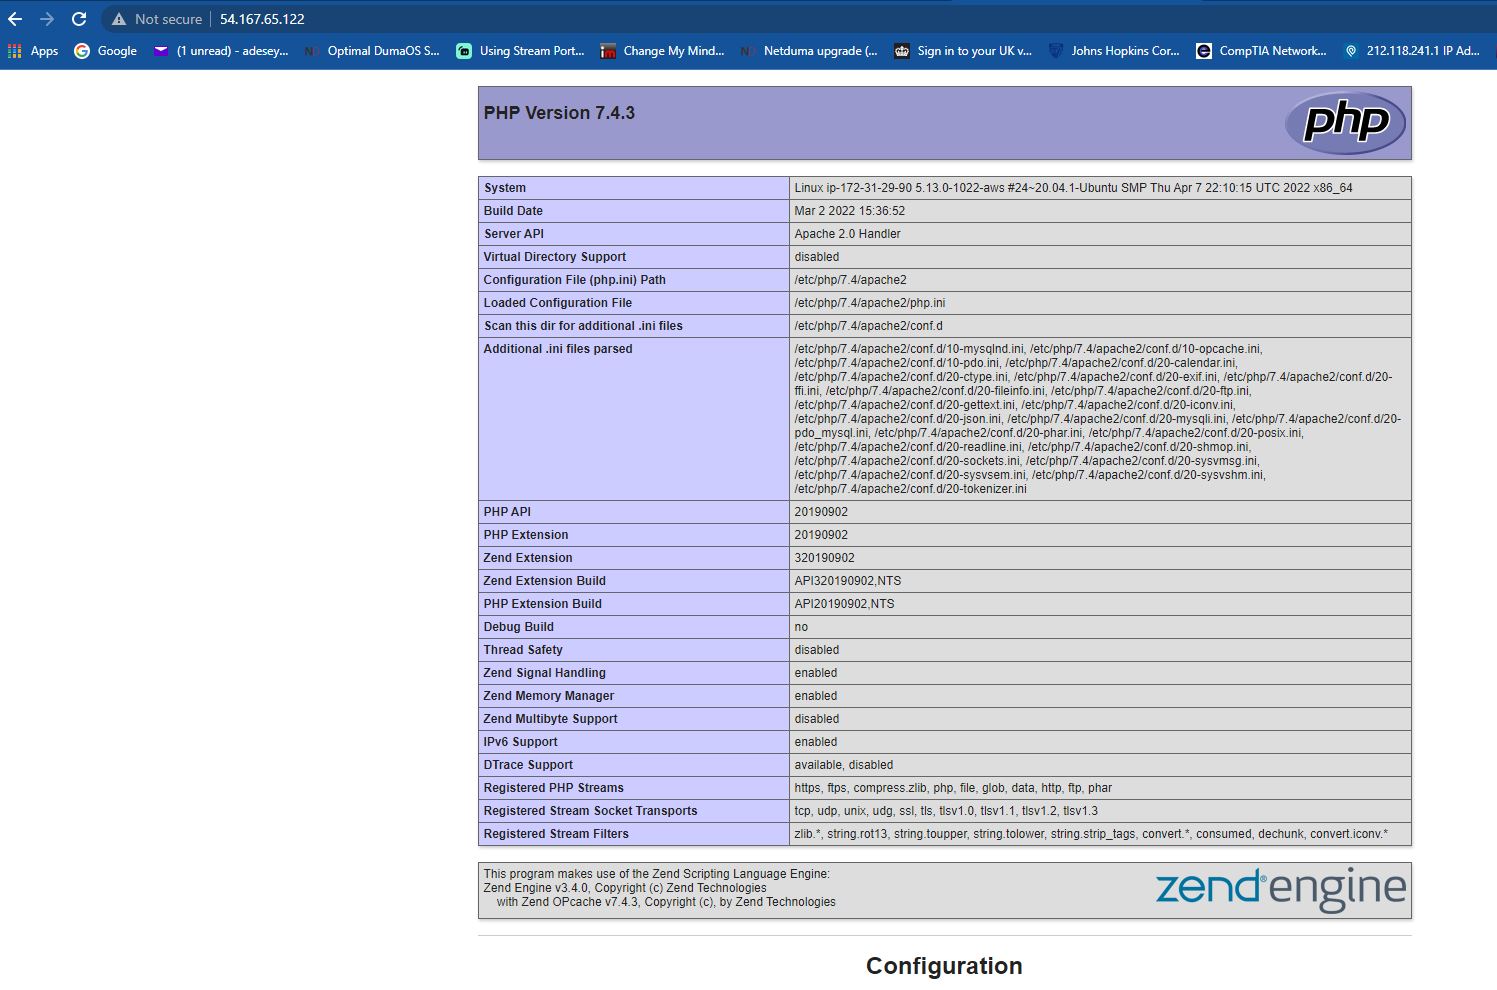 Not secure | 54.167.65.122
Apps Google (1 unread) - adesey... Optimal DumaOS S... Using Stream Port... im Change My Mind... Netduma upgrade (... Sign in to your UK v... Johns Hopkins Cor... CompTIA Network... 212.118.241.1 IP Ad...
PHP Version 7.4.3
php
System Linux ip-172-31-29-90 5.13.0-1022-aws #24~20.04.1-Ubuntu SMP Thu Apr 7 22:10:15 UTC 2022 x86_64
Build Date Mar 2 2022 15:36:52
Server API Apache 2.0 Handler
Virtual Directory Support disabled
Configuration File (php.ini) Path /etc/php/7.4/apache2
Loaded Configuration File /etc/php/7.4/apache2/php.ini
Scan this dir for additional .ini files /etc/php/7.4/apache2/conf.d
Additional .ini files parsed /etc/php/7.4/apache2/conf.d/10-mysqlnd.ini, /etc/php/7.4/apache2/conf.d/10-opcache.ini,
/etc/php/7.4/apache2/conf.d/10-pdo.ini, /etc/php/7.4/apache2/conf.d/20-calendar.ini,
/etc/php/7.4/apache2/conf.d/20-ctype.ini, /etc/php/7.4/apache2/conf.d/20-exif.ini, /etc/php/7.4/apache2/conf.d/20-
ffi.ini, /etc/php/7.4/apache2/conf.d/20-fileinfo.ini, /etc/php/7.4/apache2/conf.d/20-ftp.ini,
/etc/php/7.4/apache2/conf.d/20-gettext.ini, /etc/php/7.4/apache2/conf.d/20-iconv.ini,
/etc/php/7.4/apache2/conf.d/20-json.ini, /etc/php/7.4/apache2/conf.d/20-mysqli.ini, /etc/php/7.4/apache2/conf.d/20-
pdo_mysql.ini, /etc/php/7.4/apache2/conf.d/20-phar.ini, /etc/php/7.4/apache2/conf.d/20-posix.ini,
/etc/php/7.4/apache2/conf.d/20-readline.ini, /etc/php/7.4/apache2/conf.d/20-shmop.ini,
/etc/php/7.4/apache2/conf.d/20-sockets.ini, /etc/php/7.4/apache2/conf.d/20-sysvmsg.ini,
/etc/php/7.4/apache2/conf.d/20-sysvsem.ini, /etc/php/7.4/apache2/conf.d/20-sysvshm.ini,
/etc/php/7.4/apache2/conf.d/20-tokenizer.ini
PHP API 20190902
PHP Extension 20190902
Zend Extension 320190902
Zend Extension Build API320190902,NTS
PHP Extension Build API20190902,NTS
Debug Build no
Thread Safety disabled
Zend Signal Handling enabled
Zend Memory Manager enabled
Zend Multibyte Support disabled
IPv6 Support enabled
DTrace Support available, disabled
Registered PHP Streams https, ftps, compress.zlib, php, file, glob, data, http, ftp, phar
Registered Stream Socket Transports tcp, udp, unix, udg, ssl, tls, tlsv1.0, tlsv1.1, tlsv1.2, tlsv1.3
Registered Stream Filters zlib.*, string.rot13, string.toupper, string.tolower, string.strip_tags, convert.*, consumed, dechunk, convert.iconv.*
This program makes use of the Zend Scripting Language Engine:
Zend Engine v3.4.0, Copyright (c) Zend Technologies
with Zend OPcache v7.4.3, Copyright (c), by Zend Technologies
zend® engine
Configuration